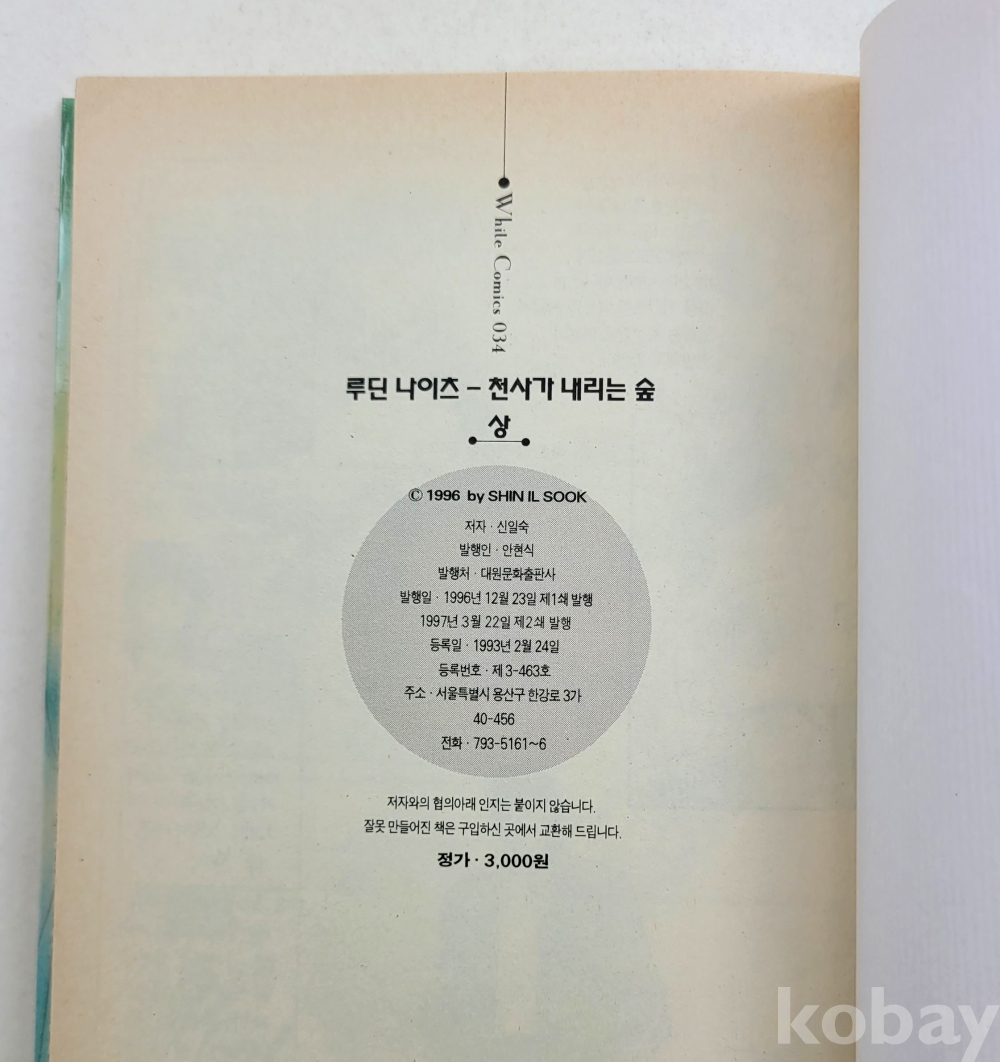 While Comics 034
루딘 나이츠 – 천사가 내리는 숲
상
© 1996 by SHIN IL SOOK
저자 · 신일숙
발행인 · 안현식
발행처 · 대원문화출판사
발행일 · 1996년 12월 23일 제1쇄 발행
1997년 3월 22일 제2쇄 발행
등록일 · 1993년 2월 24일
등록번호 · 제 3-463호
주소 · 서울특별시 용산구 한강로 3가
40-456
전화 · 793-5161~6
저자와의 협의아래 인지는 붙이지 않습니다.
잘못 만들어진 책은 구입하신 곳에서 교환해 드립니다.
정가 · 3,000원
kobay